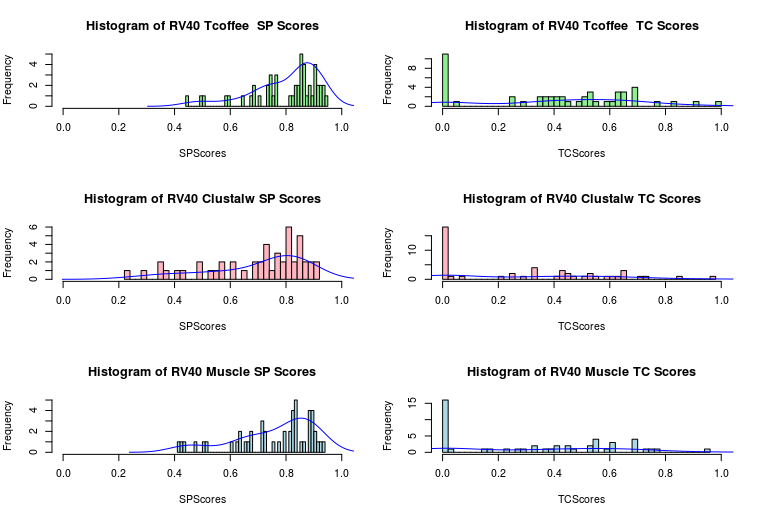 Histogram of RV40 Tcoffee  SP Scores
Frequency
0 2 4
0.0 0.2 0.4 0.6 0.8 1.0
SPScores
Histogram of RV40 Tcoffee  TC Scores
Frequency
0 4 8
0.0 0.2 0.4 0.6 0.8 1.0
TCScores
Histogram of RV40 Clustalw SP Scores
Frequency
0 2 4 6
0.0 0.2 0.4 0.6 0.8 1.0
SPScores
Histogram of RV40 Clustalw TC Scores
Frequency
0 10
0.0 0.2 0.4 0.6 0.8 1.0
TCScores
Histogram of RV40 Muscle SP Scores
Frequency
0 2 4
0.0 0.2 0.4 0.6 0.8 1.0
SPScores
Histogram of RV40 Muscle TC Scores
Frequency
0 5 15
0.0 0.2 0.4 0.6 0.8 1.0
TCScores